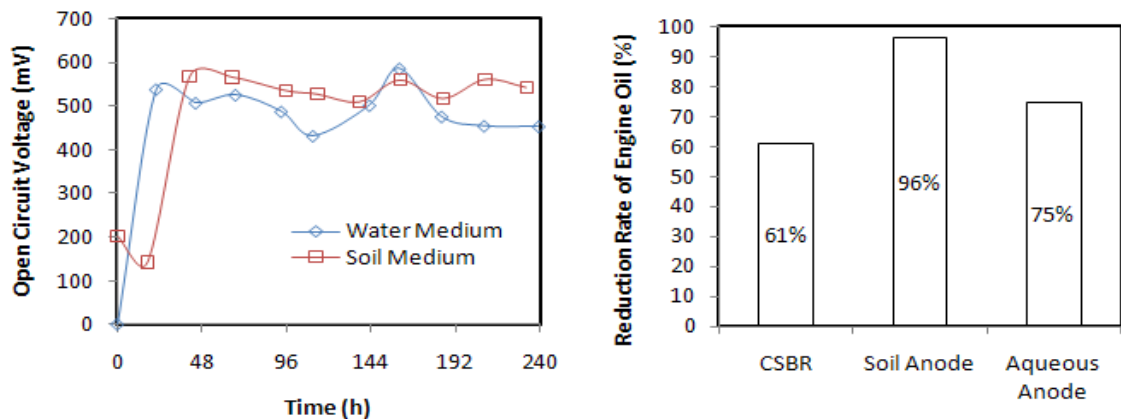 Open Circuit Voltage (mV)
700
600
500
400
300
200
100
0
Water Medium
Soil Medium
0 48 96 144 192 240
Time (h)
Reduction Rate of Engine Oil (%)
100
90
80
70
60
50
40
30
20
10
0
61%
96%
75%
CSBR Soil Anode Aqueous
Anode